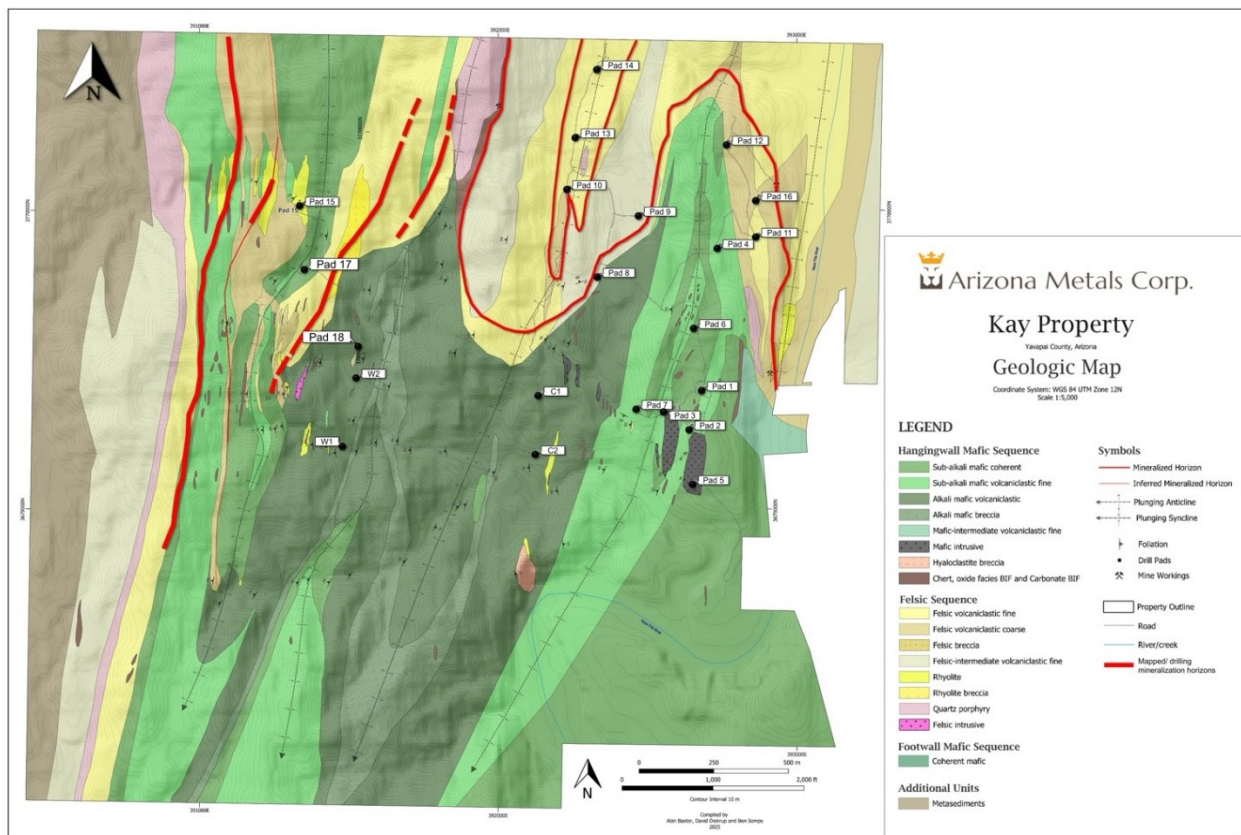 391000E
392000E
393000E
N
Pad 14
Pad 13
Pad 12
Pad 10
Pad 16
Pad 15
Pad 15
Pad 9
Pad 11
Pad 4
Pad 17
Pad 8
Pad 6
Pad 18
W2
C1
Pad 1
Pad 7
Pad 3
Pad 2
W1
C2
Pad 5
3679000N
3679000N
391000E
392000E
393000E
0 250 500 m
0 1,000 2,000 ft
N
Contour Interval 10 m
Compiled by
Alan Baxter, David Diekrup and Ben Somps
2025
Arizona Metals Corp.
Kay Property
Yavapai County, Arizona
Geologic Map
Coordinate System: WGS 84 UTM Zone 12N
Scale 1:5,000
LEGEND
Hangingwall Mafic Sequence
Sub-alkali mafic coherent
Sub-alkali mafic volcaniclastic fine
Alkali mafic volcaniclastic
Alkali mafic breccia
Mafic-intermediate volcaniclastic fine
Mafic intrusive
Hyaloclastite breccia
Chert, oxide facies BIF and Carbonate BIF
Felsic Sequence
Felsic volcaniclastic fine
Felsic volcaniclastic coarse
Felsic breccia
Felsic-intermediate volcaniclastic fine
Rhyolite
Rhyolite breccia
Quartz porphyry
Felsic intrusive
Footwall Mafic Sequence
Coherent mafic
Additional Units
Metasediments
Symbols
Mineralized Horizon
Inferred Mineralized Horizon
Plunging Anticline
Plunging Syncline
Foliation
Drill Pads
Mine Workings
Property Outline
Road
River/creek
Mapped/ drilling
mineralization horizons